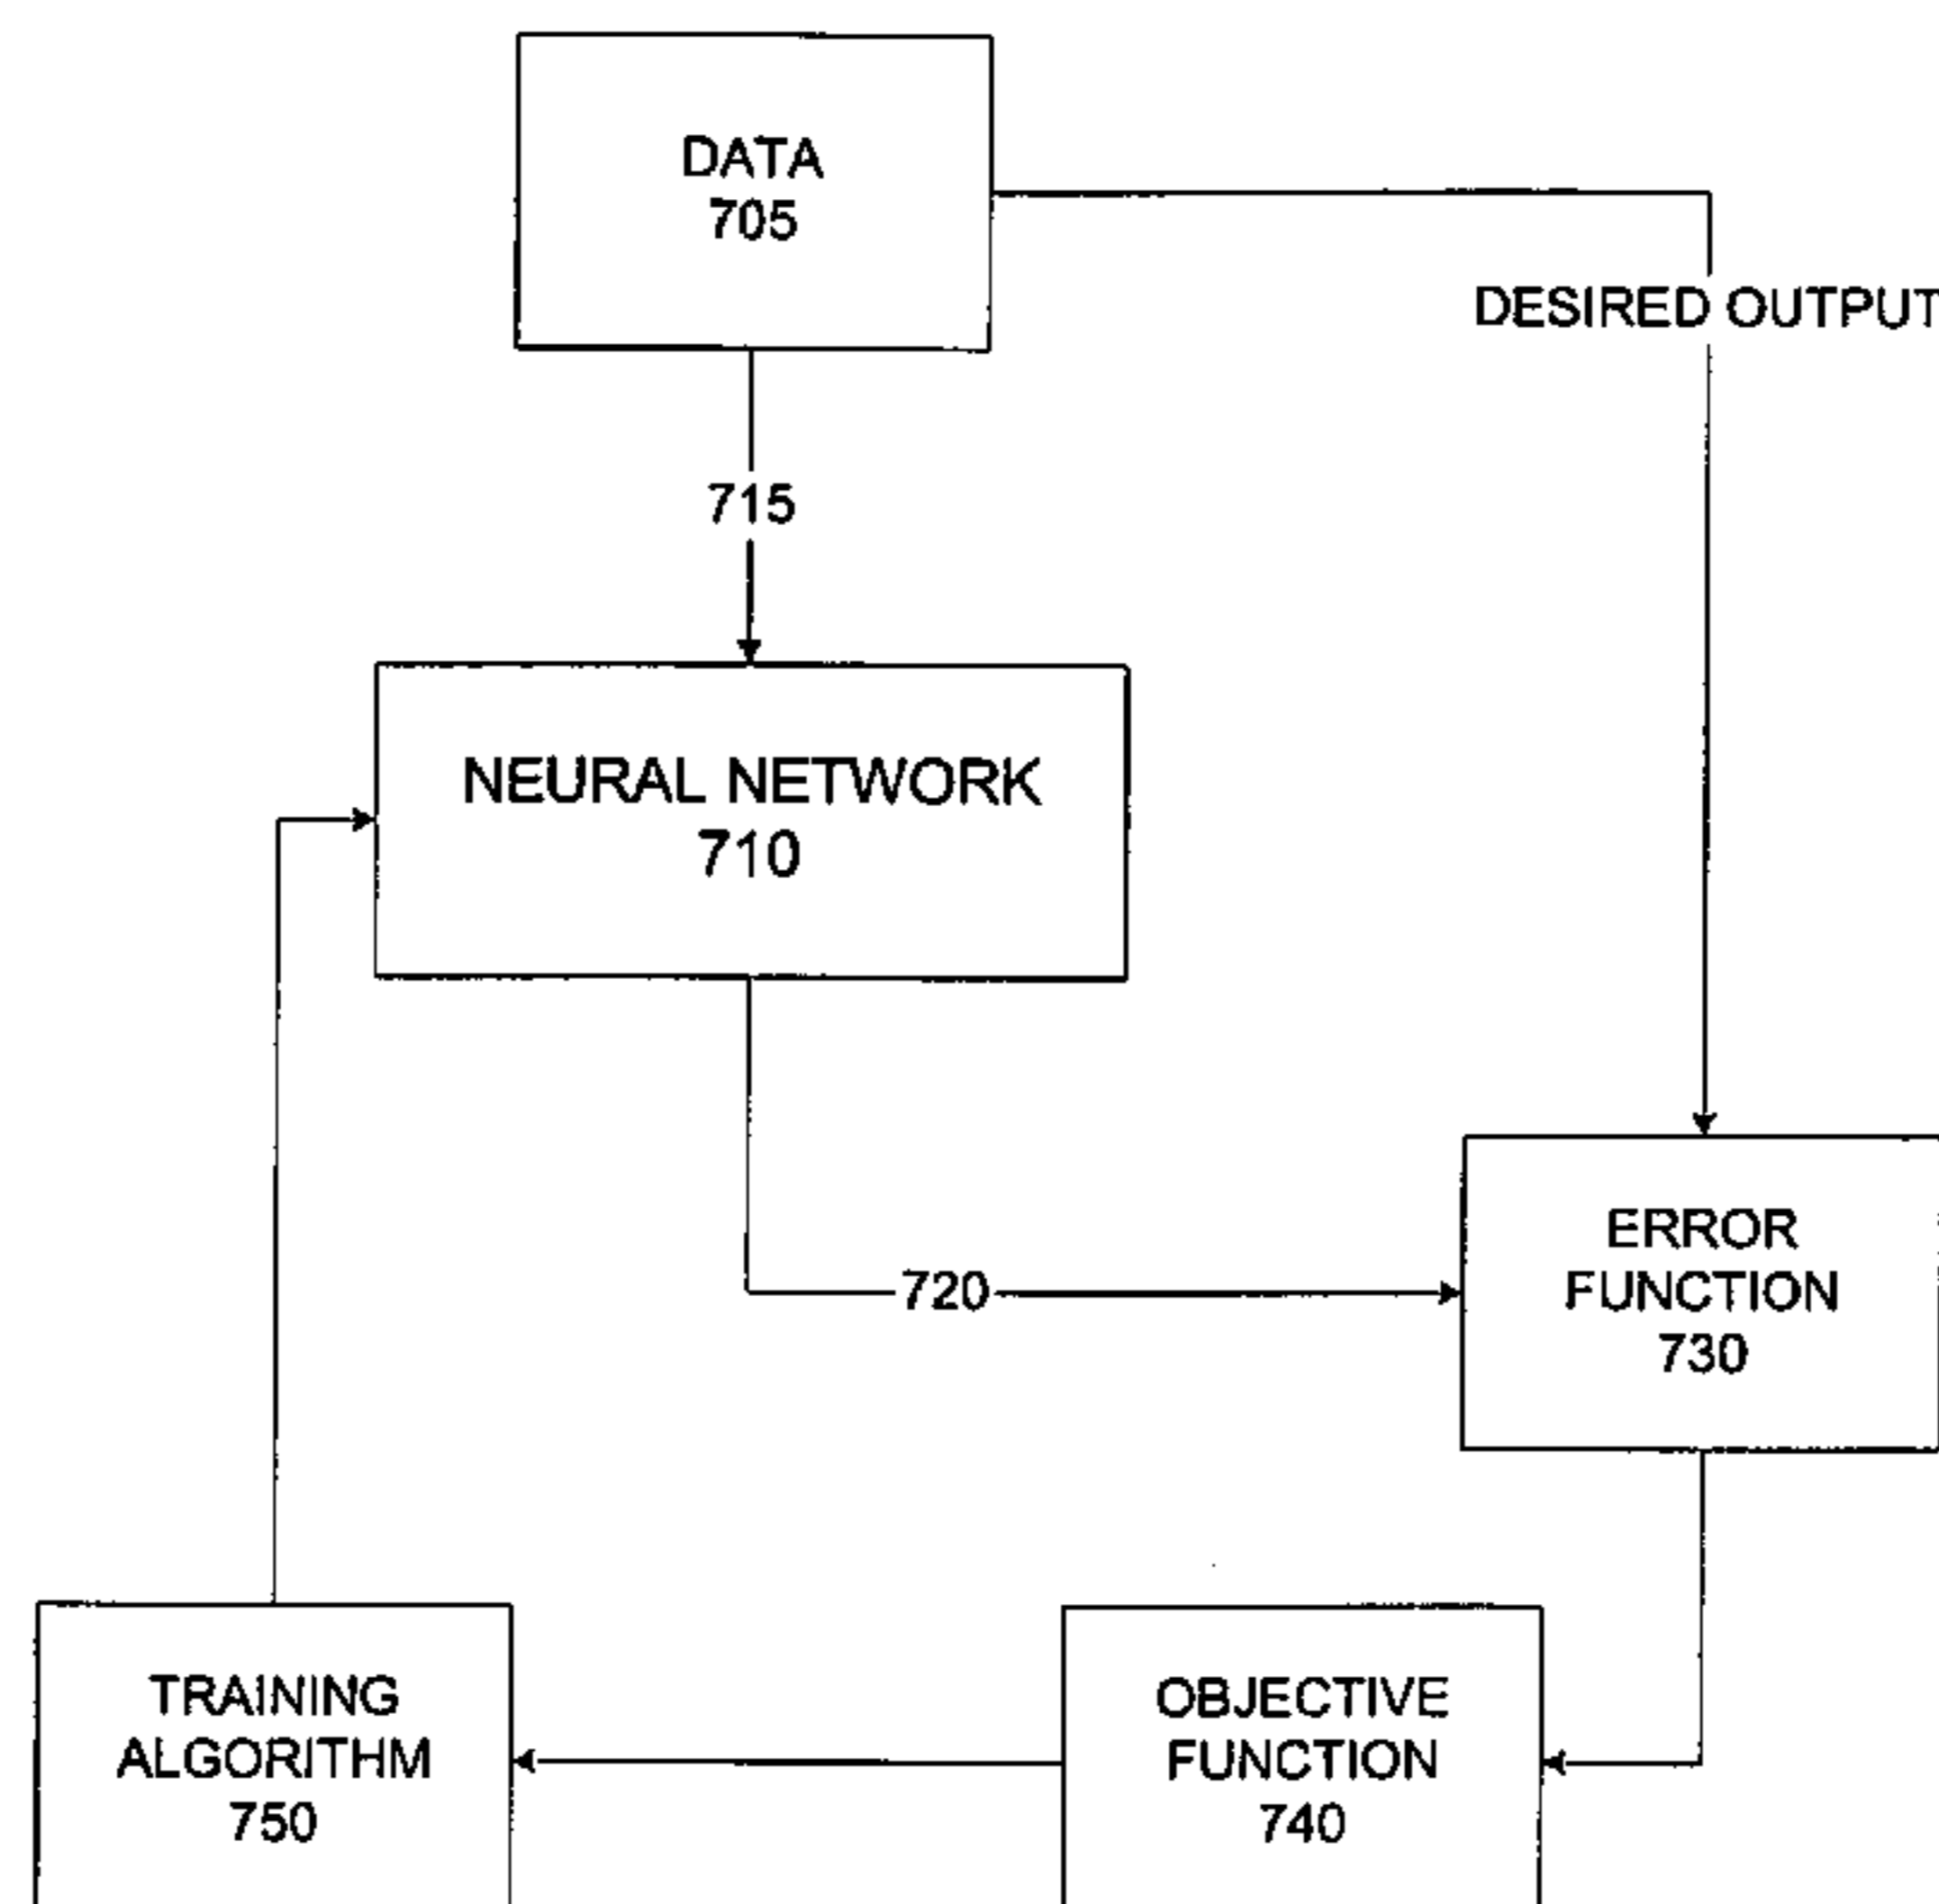 DATA
705
DESIRED OUTPUT
715
NEURAL NETWORK
710
720
ERROR
FUNCTION
730
TRAINING
ALGORITHM
750
OBJECTIVE
FUNCTION
740